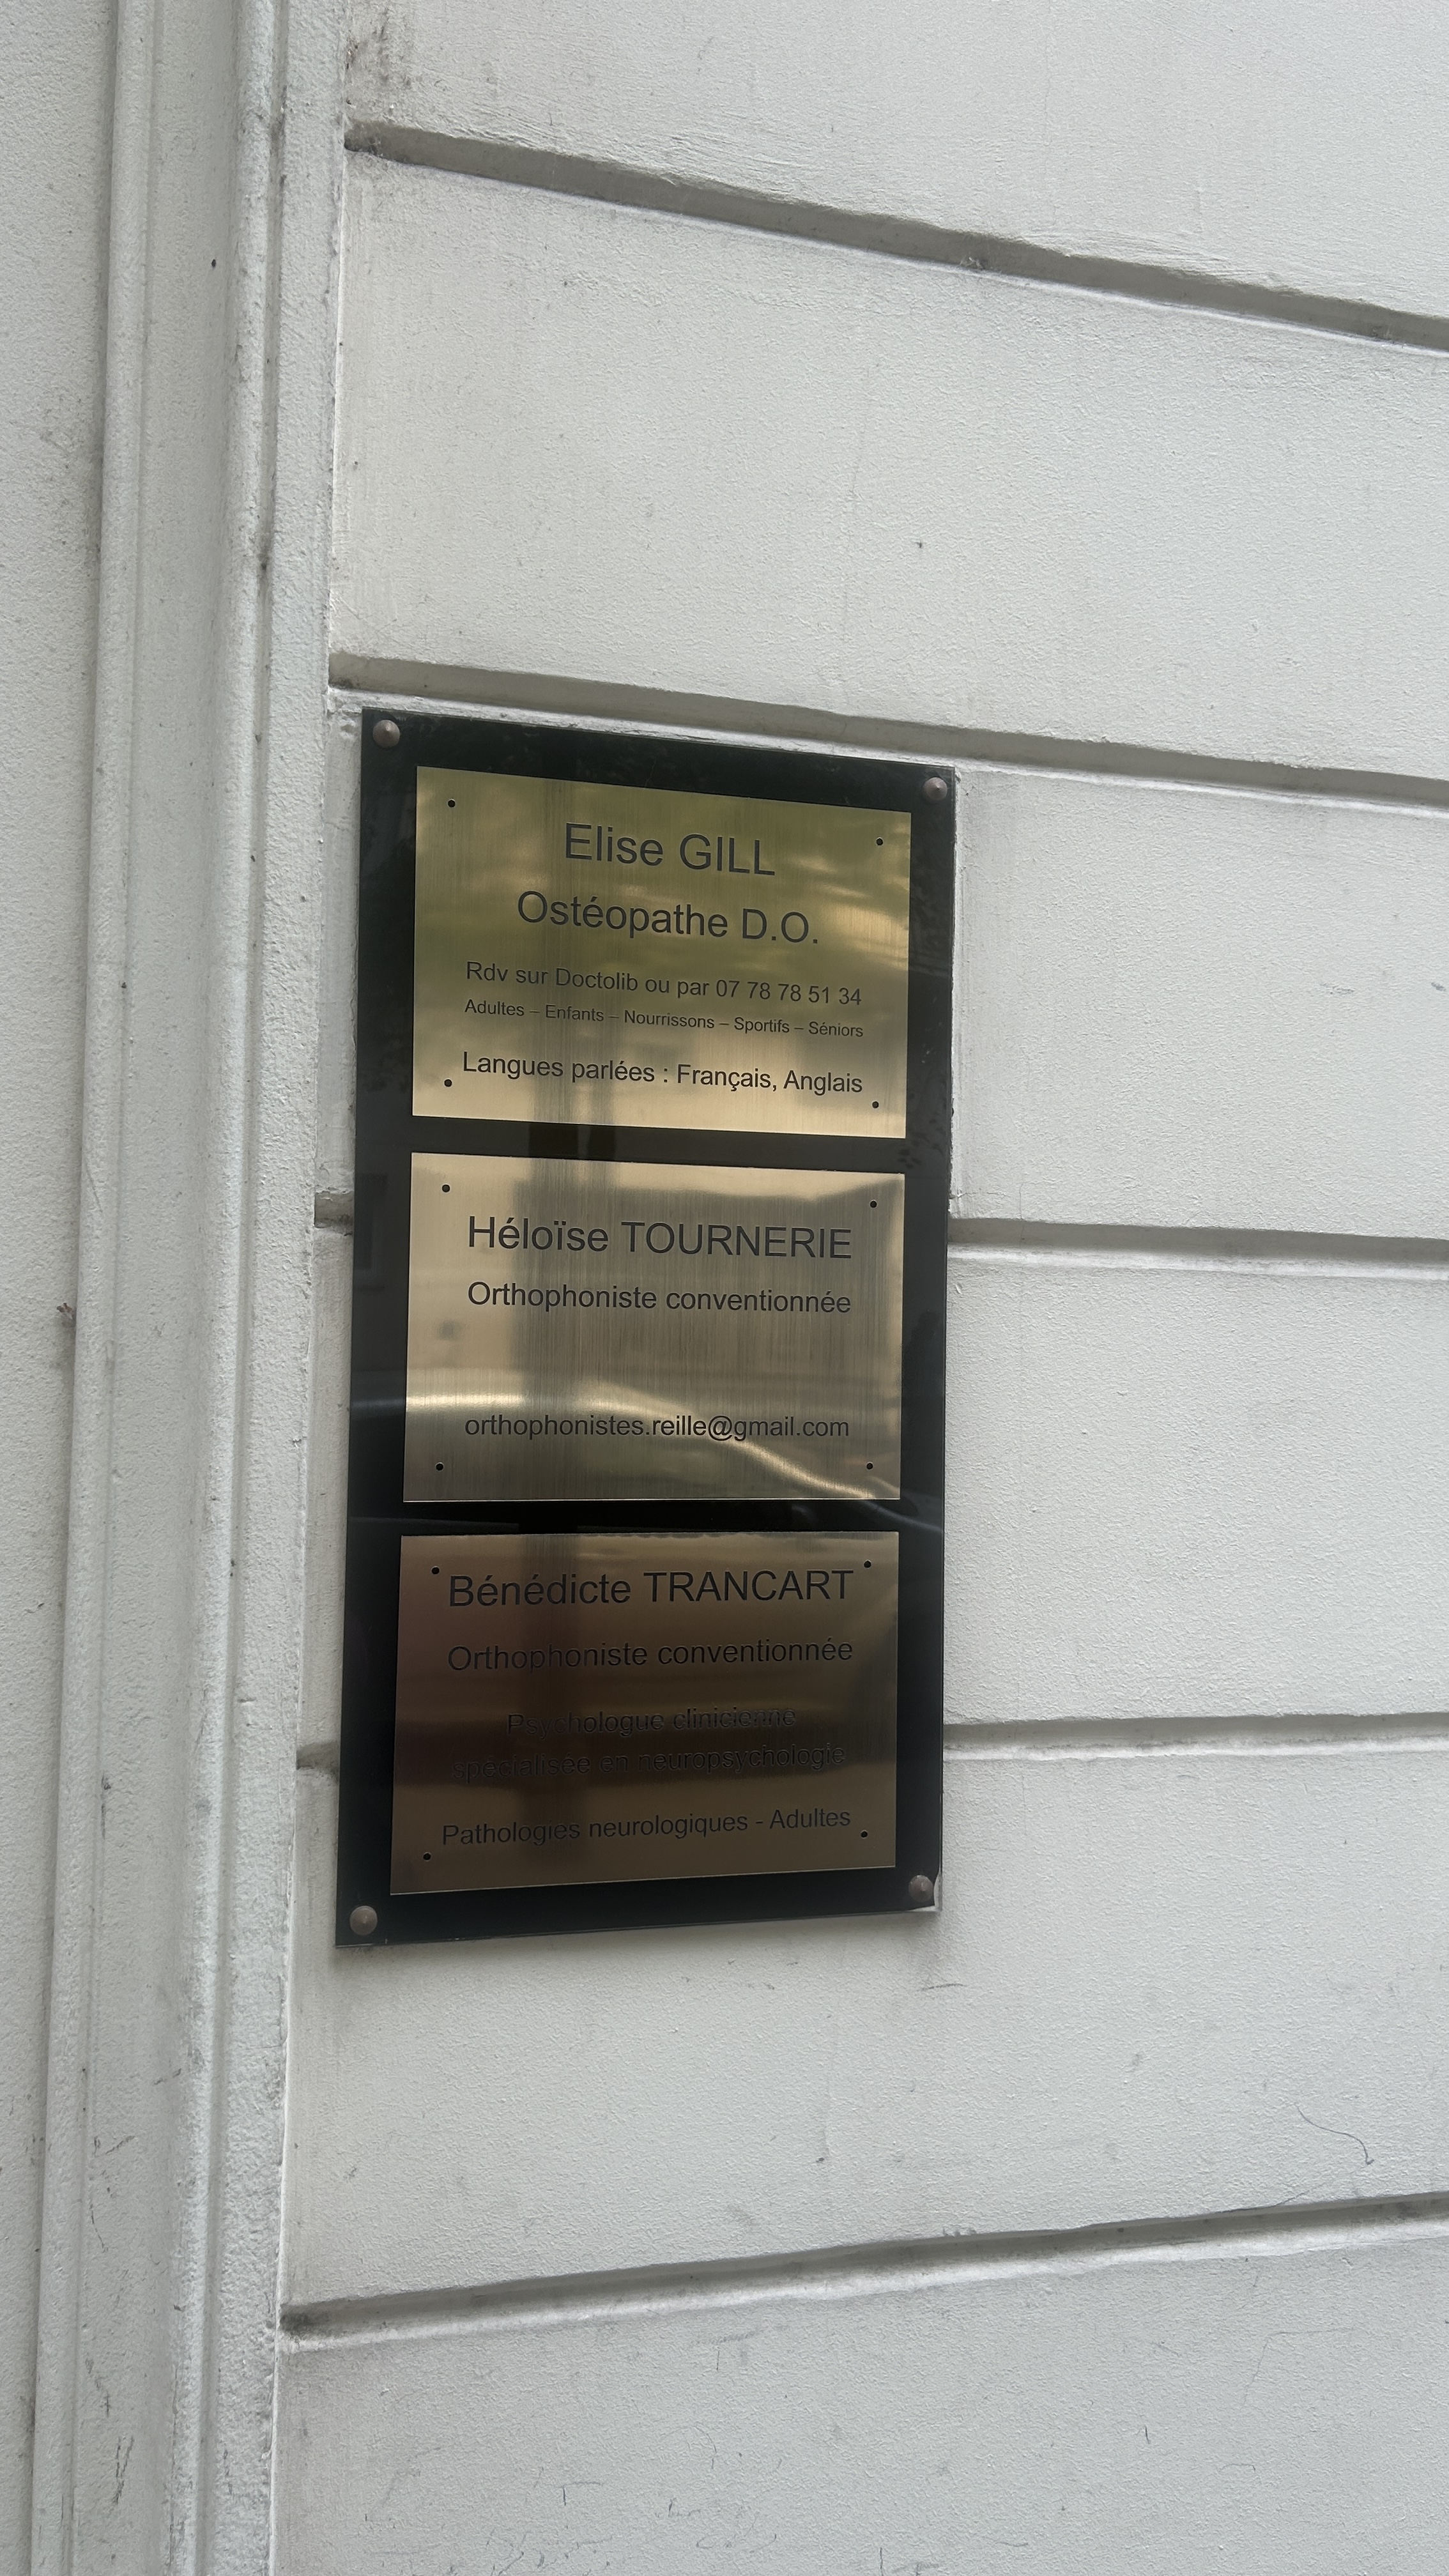 Elise GILL
Ostéopathe D.O.
Rdv sur Doctolib ou par 07 78 78 51 34
Adultes – Enfants – Nourrissons – Sportifs – Séniors
Langues parlées : Français, Anglais
Héloïse TOURNERIE
Orthophoniste conventionnée
orthophonistes.reille@gmail.com
Bénédicte TRANCART
Orthophoniste conventionnée
Psychologue clinicienne
spécialisée en neuropsychologie
Pathologies neurologiques - Adultes